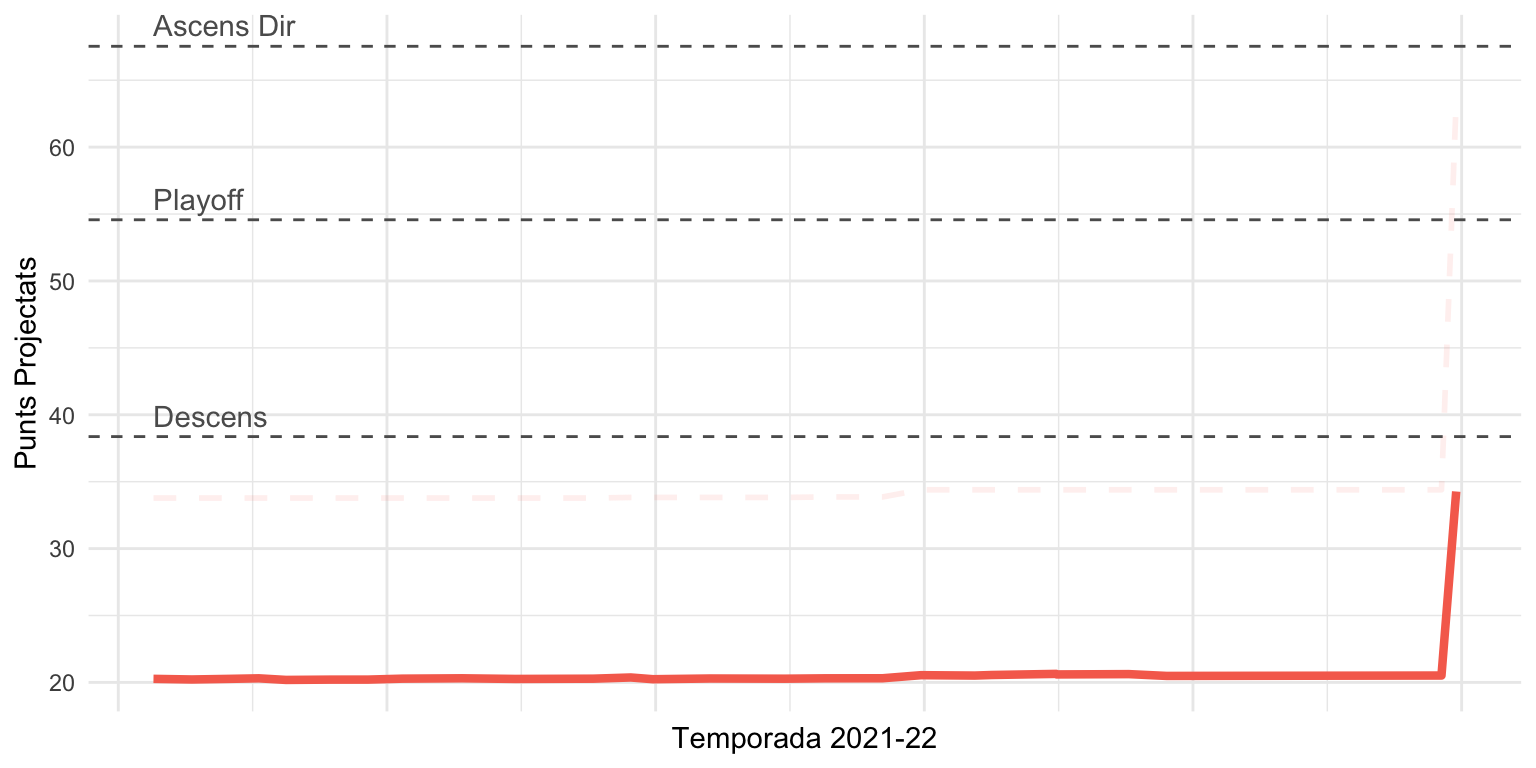 Ascens Dir
60
Playoff
50
Punts Projectats
40
Descens
30
20
Temporada 2021-22